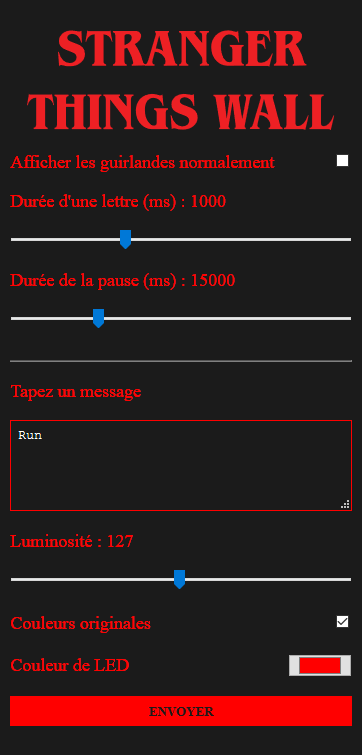 STRANGER
THINGS WALL
Afficher les guirlandes normalement
Durée d'une lettre (ms) : 1000
Durée de la pause (ms) : 15000
Tapez un message
Run
Luminosité : 127
Couleurs originales
Couleur de LED
ENVOYER